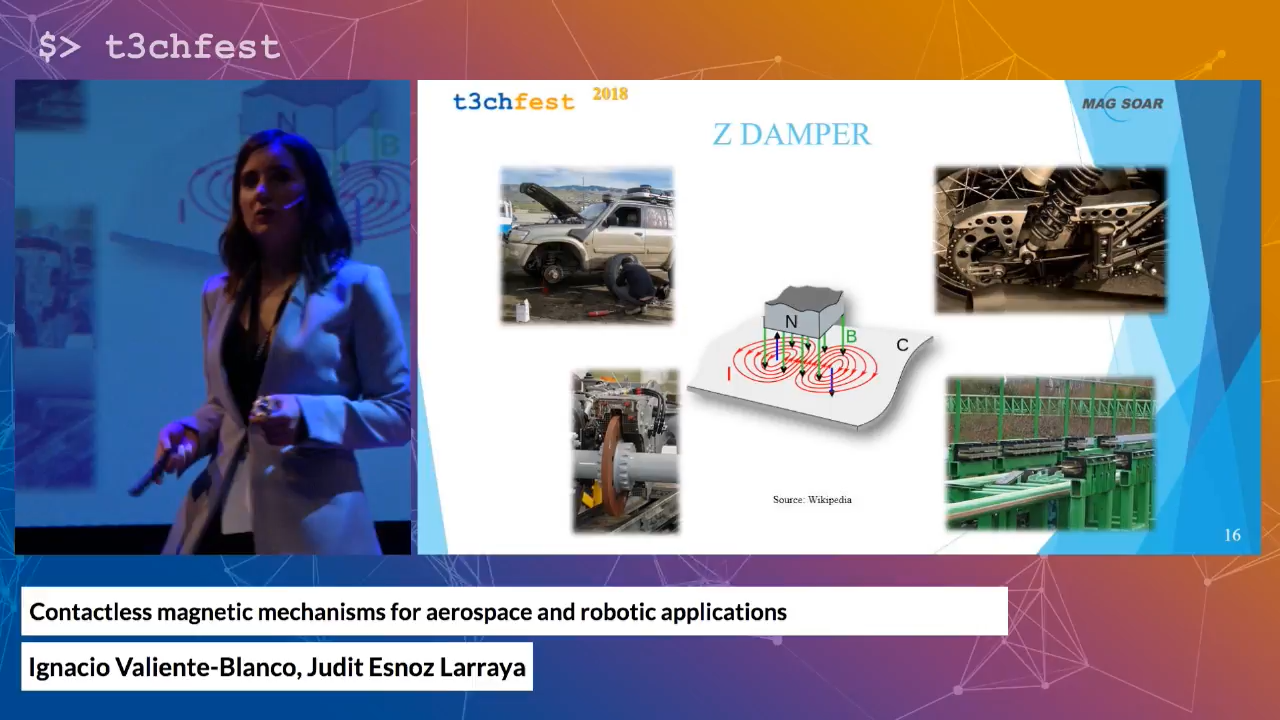 $> t3chfest
t3chfest 2018
MAG SOAR
Z DAMPER
N
B
N
B
C
I
I
Source: Wikipedia
16
Contactless magnetic mechanisms for aerospace and robotic applications
Ignacio Valiente-Blanco, Judit Esnoz Larraya